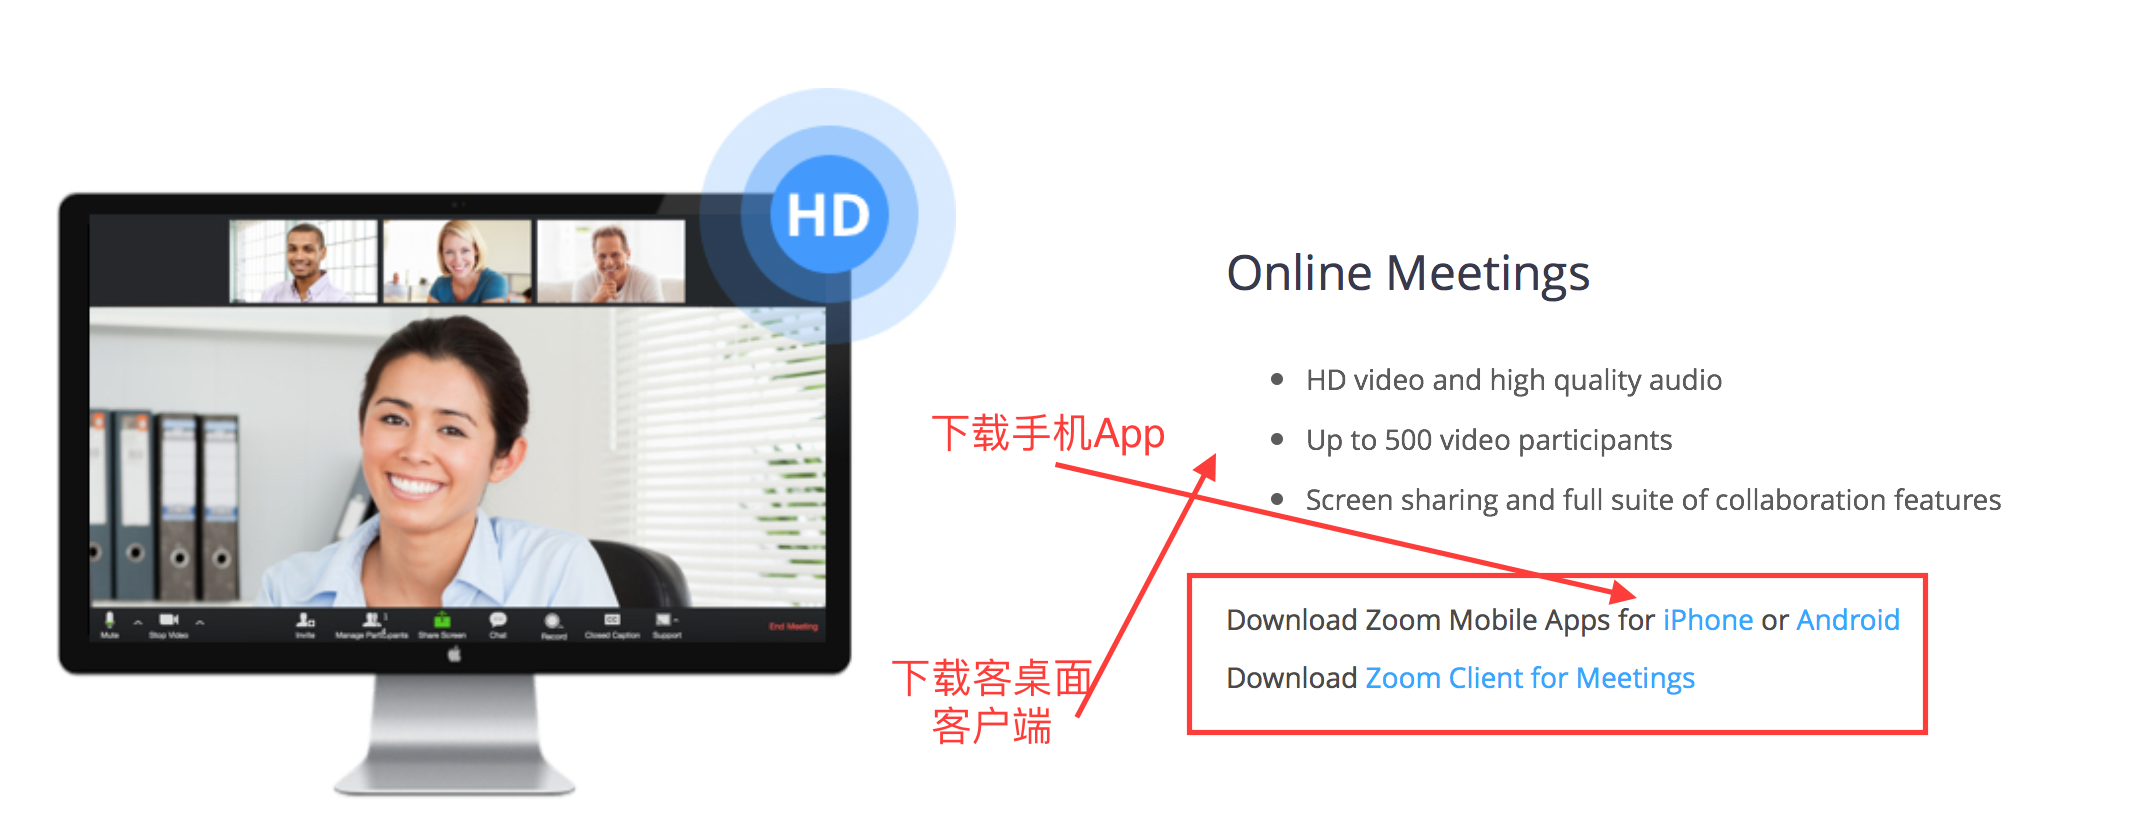 HD
Online Meetings
HD video and high quality audio
Up to 500 video participants
Screen sharing and full suite of collaboration features
下载手机App
Download Zoom Mobile Apps for iPhone or Android
Download Zoom Client for Meetings
下载客桌面
客户端
Mute
Stop Video
Invite
Manage Participants
1
Share Screen
Chat
Record
CC
Closed Caption
Support
End Meeting